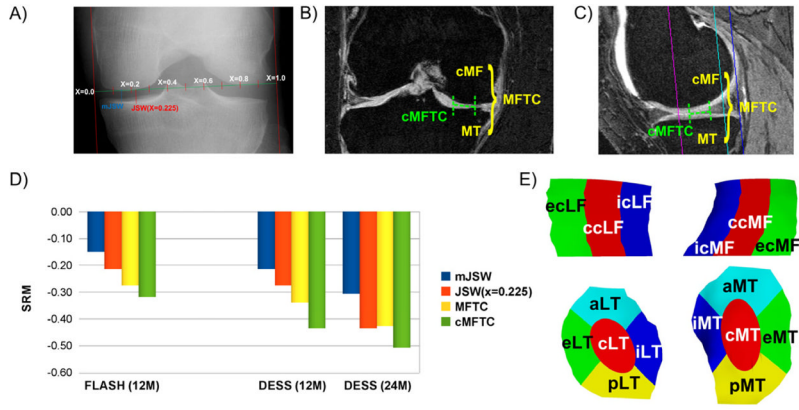 A)
X=0.0
X=0.2
X=0.4
X=0.6
X=0.8
X=1.0
mJSW
JSW(X=0.225)
B)
cMF
MFTC
cMFTC
MT
C)
cMF
MFTC
cMFTC
MT
D)
0.00
-0.10
-0.20
-0.30
-0.40
-0.50
-0.60
SRM
FLASH (12M)
DESS (12M)
DESS (24M)
mJSW
JSW(x=0.225)
MFTC
cMFTC
E)
ecLF
ccLF
icLF
icMF
ccMF
ecMF
aLT
eLT
cLT
iLT
pLT
aMT
iMT
cMT
eMT
pMT